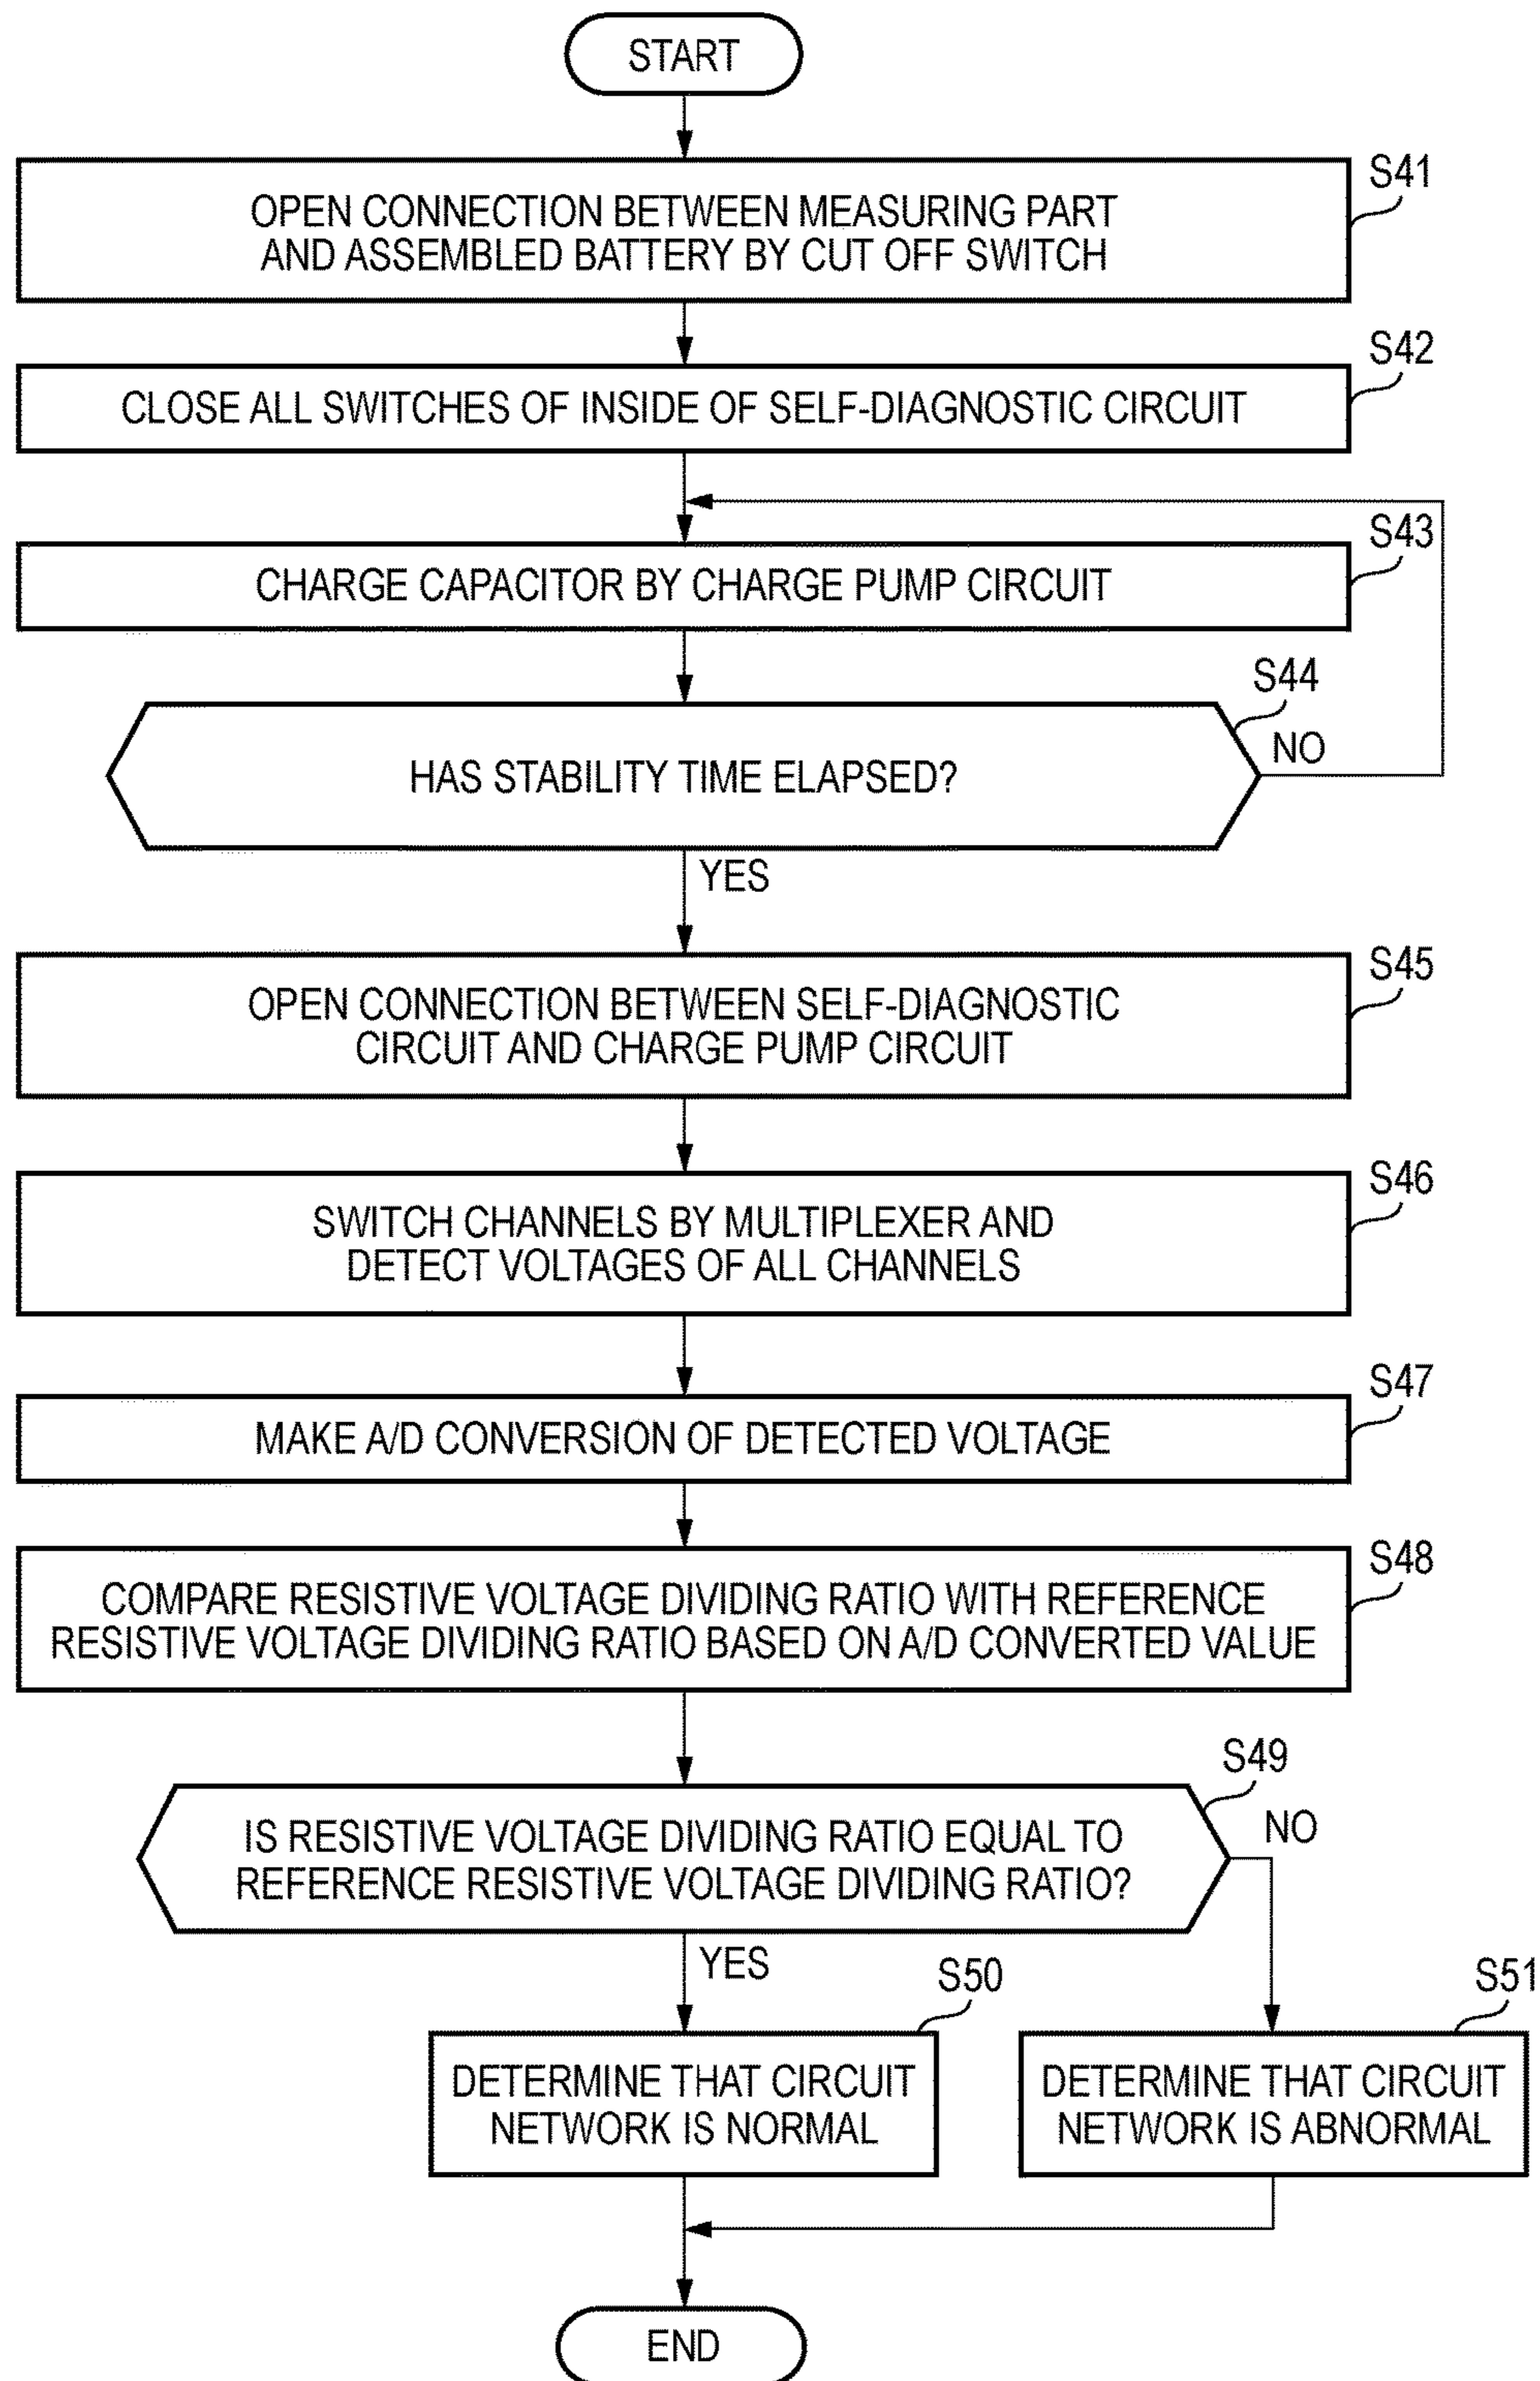 START
S41
OPEN CONNECTION BETWEEN MEASURING PART
AND ASSEMBLED BATTERY BY CUT OFF SWITCH
S42
CLOSE ALL SWITCHES OF INSIDE OF SELF-DIAGNOSTIC CIRCUIT
S43
CHARGE CAPACITOR BY CHARGE PUMP CIRCUIT
S44
HAS STABILITY TIME ELAPSED?
NO
YES
S45
OPEN CONNECTION BETWEEN SELF-DIAGNOSTIC
CIRCUIT AND CHARGE PUMP CIRCUIT
S46
SWITCH CHANNELS BY MULTIPLEXER AND
DETECT VOLTAGES OF ALL CHANNELS
S47
MAKE A/D CONVERSION OF DETECTED VOLTAGE
S48
COMPARE RESISTIVE VOLTAGE DIVIDING RATIO WITH REFERENCE
RESISTIVE VOLTAGE DIVIDING RATIO BASED ON A/D CONVERTED VALUE
S49
IS RESISTIVE VOLTAGE DIVIDING RATIO EQUAL TO
REFERENCE RESISTIVE VOLTAGE DIVIDING RATIO?
NO
YES
S50
DETERMINE THAT CIRCUIT
NETWORK IS NORMAL
S51
DETERMINE THAT CIRCUIT
NETWORK IS ABNORMAL
END